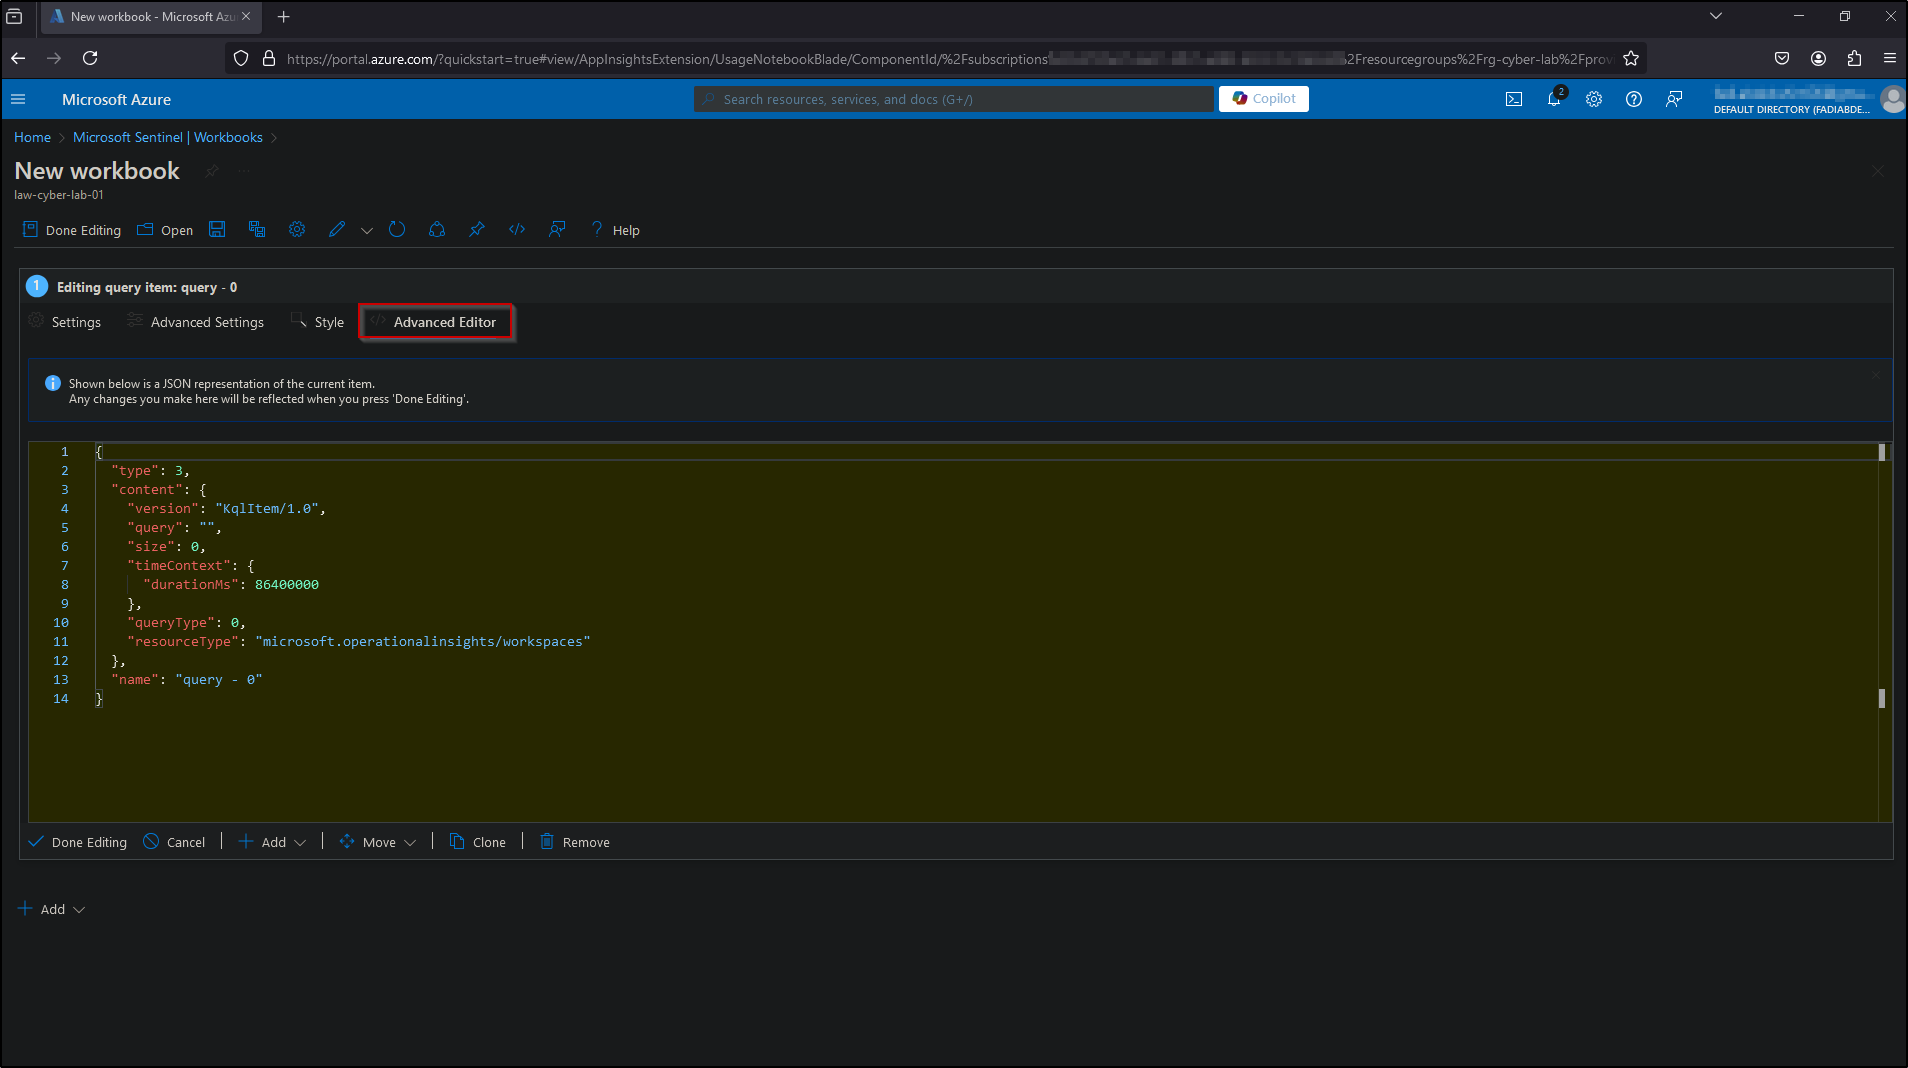 New workbook - Microsoft Azu
https://portal.azure.com/?quickstart=true#view/AppInsightsExtension/UsageNotebookBlade/ComponentId/%2Fsubscriptions 2Fresourcegroups%2Frg-cyber-lab%2Fprov
Microsoft Azure
Search resources, services, and docs (G+/)
Copilot
2
DEFAULT DIRECTORY (FADIABDE...
Home > Microsoft Sentinel | Workbooks >
New workbook
law-cyber-lab-01
Done Editing
Open
? Help
1 Editing query item: query - 0
Settings
Advanced Settings
Style
</> Advanced Editor
Shown below is a JSON representation of the current item.
Any changes you make here will be reflected when you press 'Done Editing'.
1 {
2 "type": 3,
3 "content": {
4 "version": "KqlItem/1.0",
5 "query": "",
6 "size": 0,
7 "timeContext": {
8 "durationMs": 86400000
9 },
10 "queryType": 0,
11 "resourceType": "microsoft.operationalinsights/workspaces"
12 },
13 "name": "query - 0"
14 }
Done Editing
Cancel
Add
Move
Clone
Remove
Add